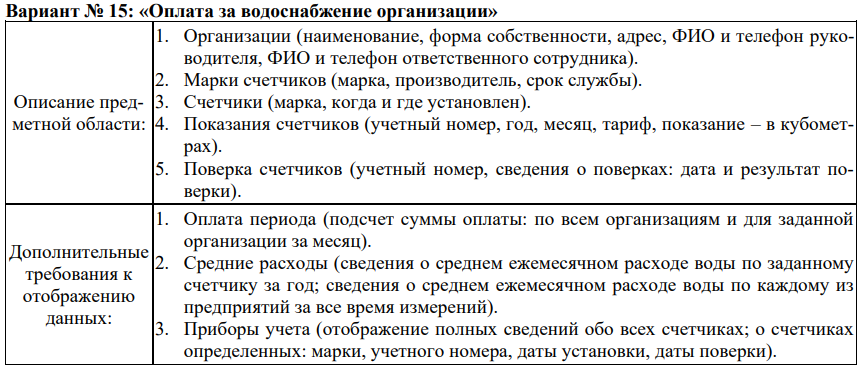 Вариант № 15: «Оплата за водоснабжение организации»
Описание пред-
метной области:
1. Организации (наименование, форма собственности, адрес, ФИО и телефон руко-
водителя, ФИО и телефон ответственного сотрудника).
2. Марки счетчиков (марка, производитель, срок службы).
3. Счетчики (марка, когда и где установлен).
4. Показания счетчиков (учетный номер, год, месяц, тариф, показание – в кубомет-
рах).
5. Поверка счетчиков (учетный номер, сведения о поверках: дата и результат по-
верки).
Дополнительные
требования к
отображению
данных:
1. Оплата периода (подсчет суммы оплаты: по всем организациям и для заданной
организации за месяц).
2. Средние расходы (сведения о среднем ежемесячном расходе воды по заданному
счетчику за год; сведения о среднем ежемесячном расходе воды по каждому из
предприятий за все время измерений).
3. Приборы учета (отображение полных сведений обо всех счетчиках; о счетчиках
определенных: марки, учетного номера, даты установки, даты поверки).